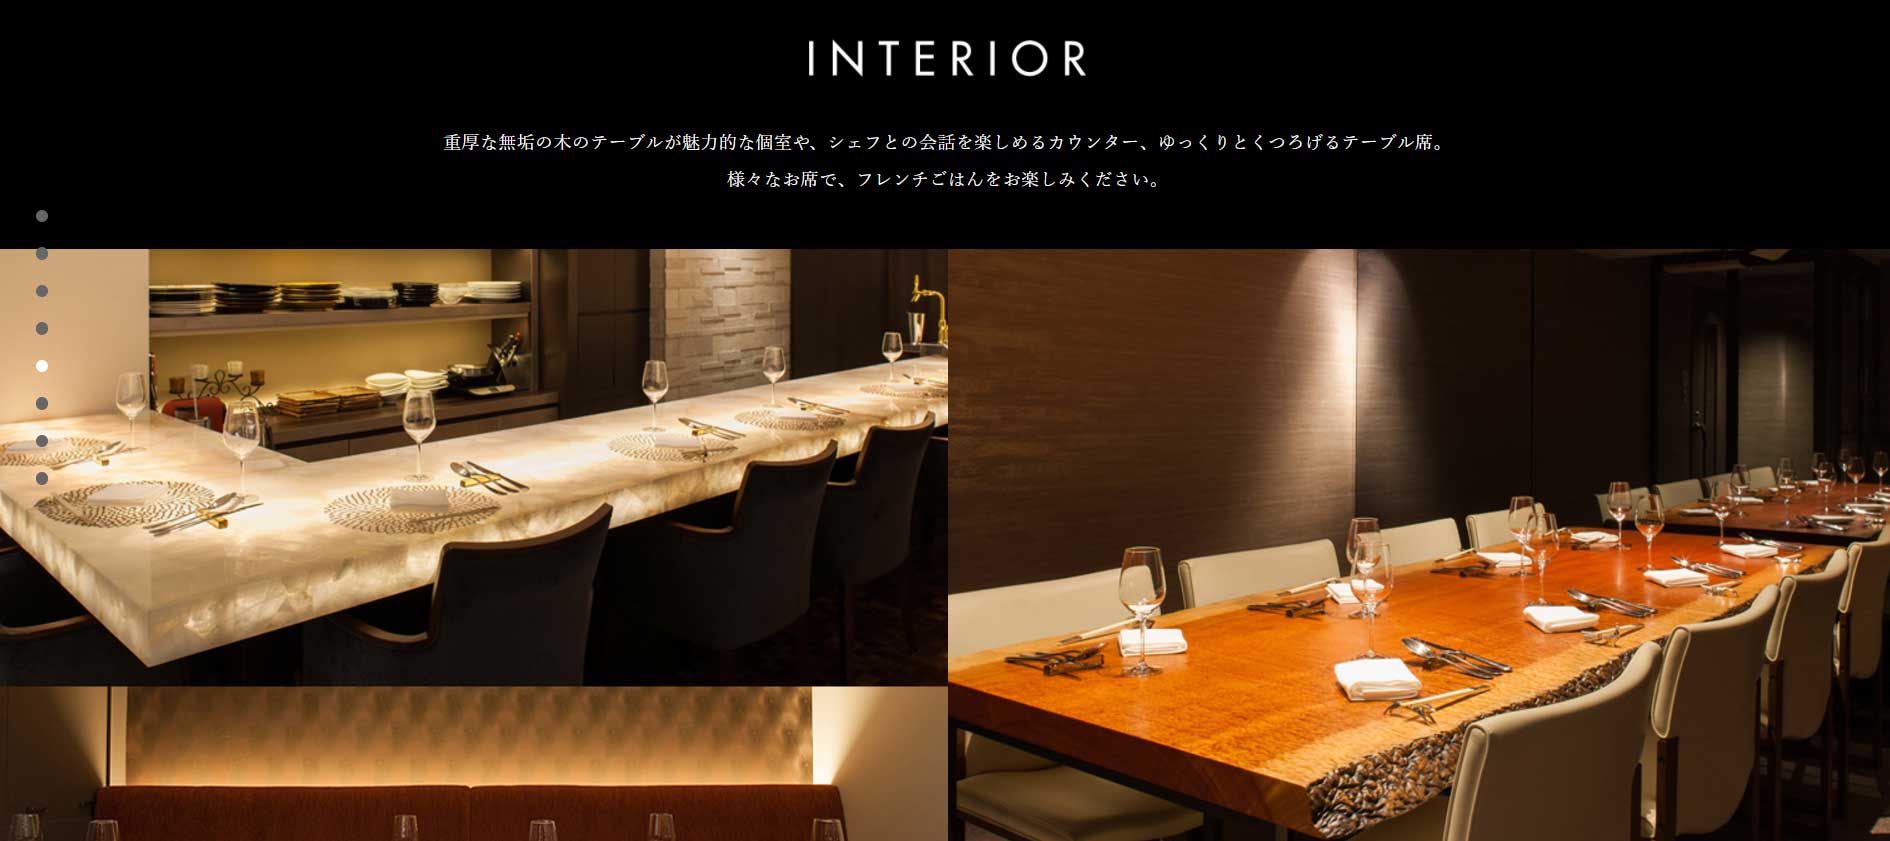 INTERIOR
重厚な無垢の木のテーブルが魅力的な個室や、シェフとの会話を楽しめるカウンター、ゆっくりとくつろげるテーブル席。
様々なお席で、フレンチごはんをお楽しみください。